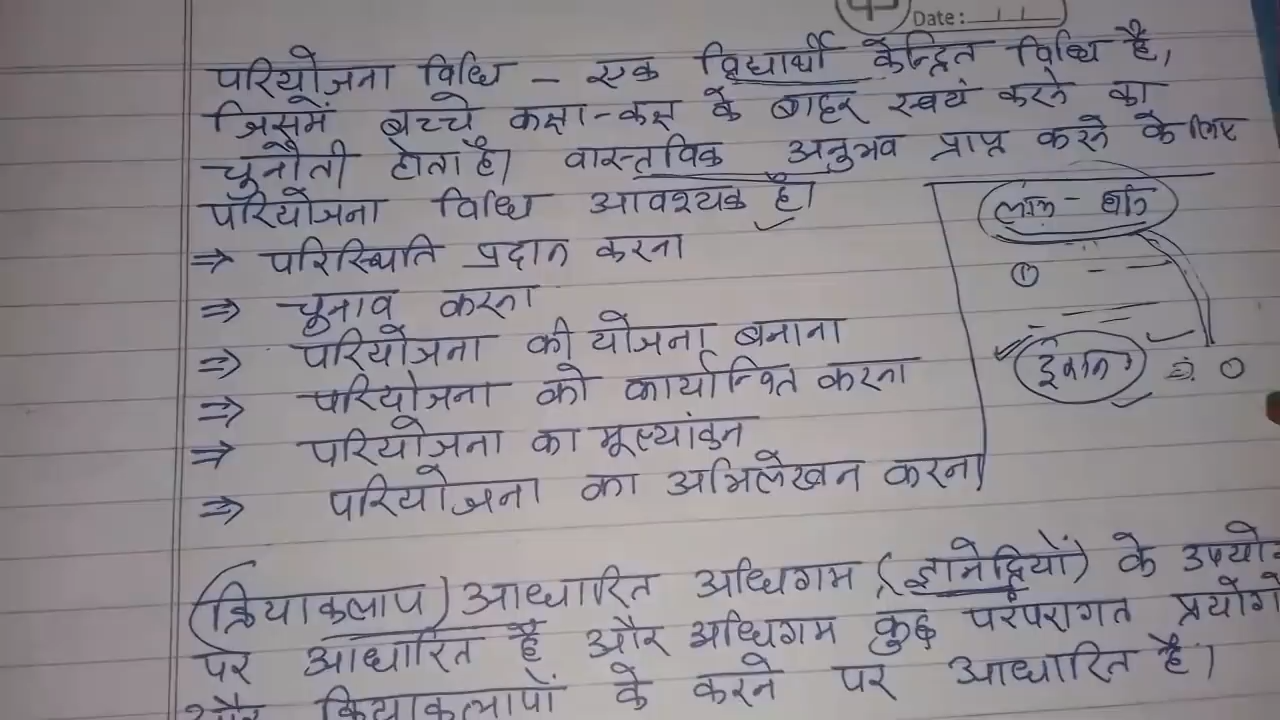 Date:
परियोजना विधि – एक विद्यार्थी केन्द्रित विधि है,
जिसमें बच्चे कक्षा-कक्ष के बाहर स्वयं करने का
चुनौती होता है। वास्तविक अनुभव प्राप्त करने के लिए
परियोजना विधि आवश्यक है।
⇒ परिस्थिति प्रदान करना
⇒ चुनाव करना
⇒ परियोजना की योजना बनाना
⇒ परियोजना को कार्यान्वित करना
⇒ परियोजना का मूल्यांकन
⇒ परियोजना का अभिलेखन करना
①
(क्रियाकलाप) आधारित अधिगम (ज्ञानेद्रियों) के
पर आधारित है और अधिगम कुछ परंपरागत
और क्रियाकलापों के करने पर आधारित है।